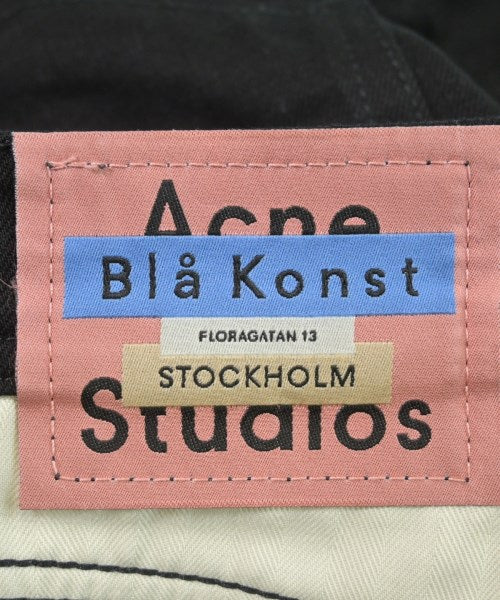 Acne
Blå Konst
FLORAGATAN 13
STOCKHOLM
Studios